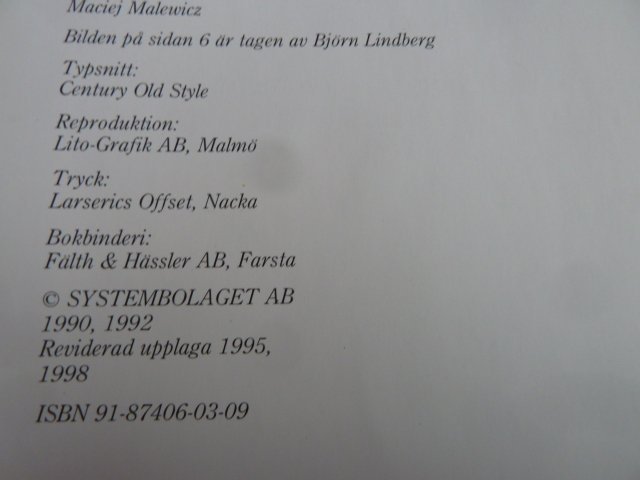 Maciej Malewicz
Bilden på sidan 6 är tagen av Björn Lindberg
Typsnitt:
Century Old Style
Reproduktion:
Lito-Grafik AB, Malmö
Tryck:
Larserics Offset, Nacka
Bokbinderi:
Fälth & Hässler AB, Farsta
© SYSTEMBOLAGET AB
1990, 1992
Reviderad upplaga 1995,
1998
ISBN 91-87406-03-09